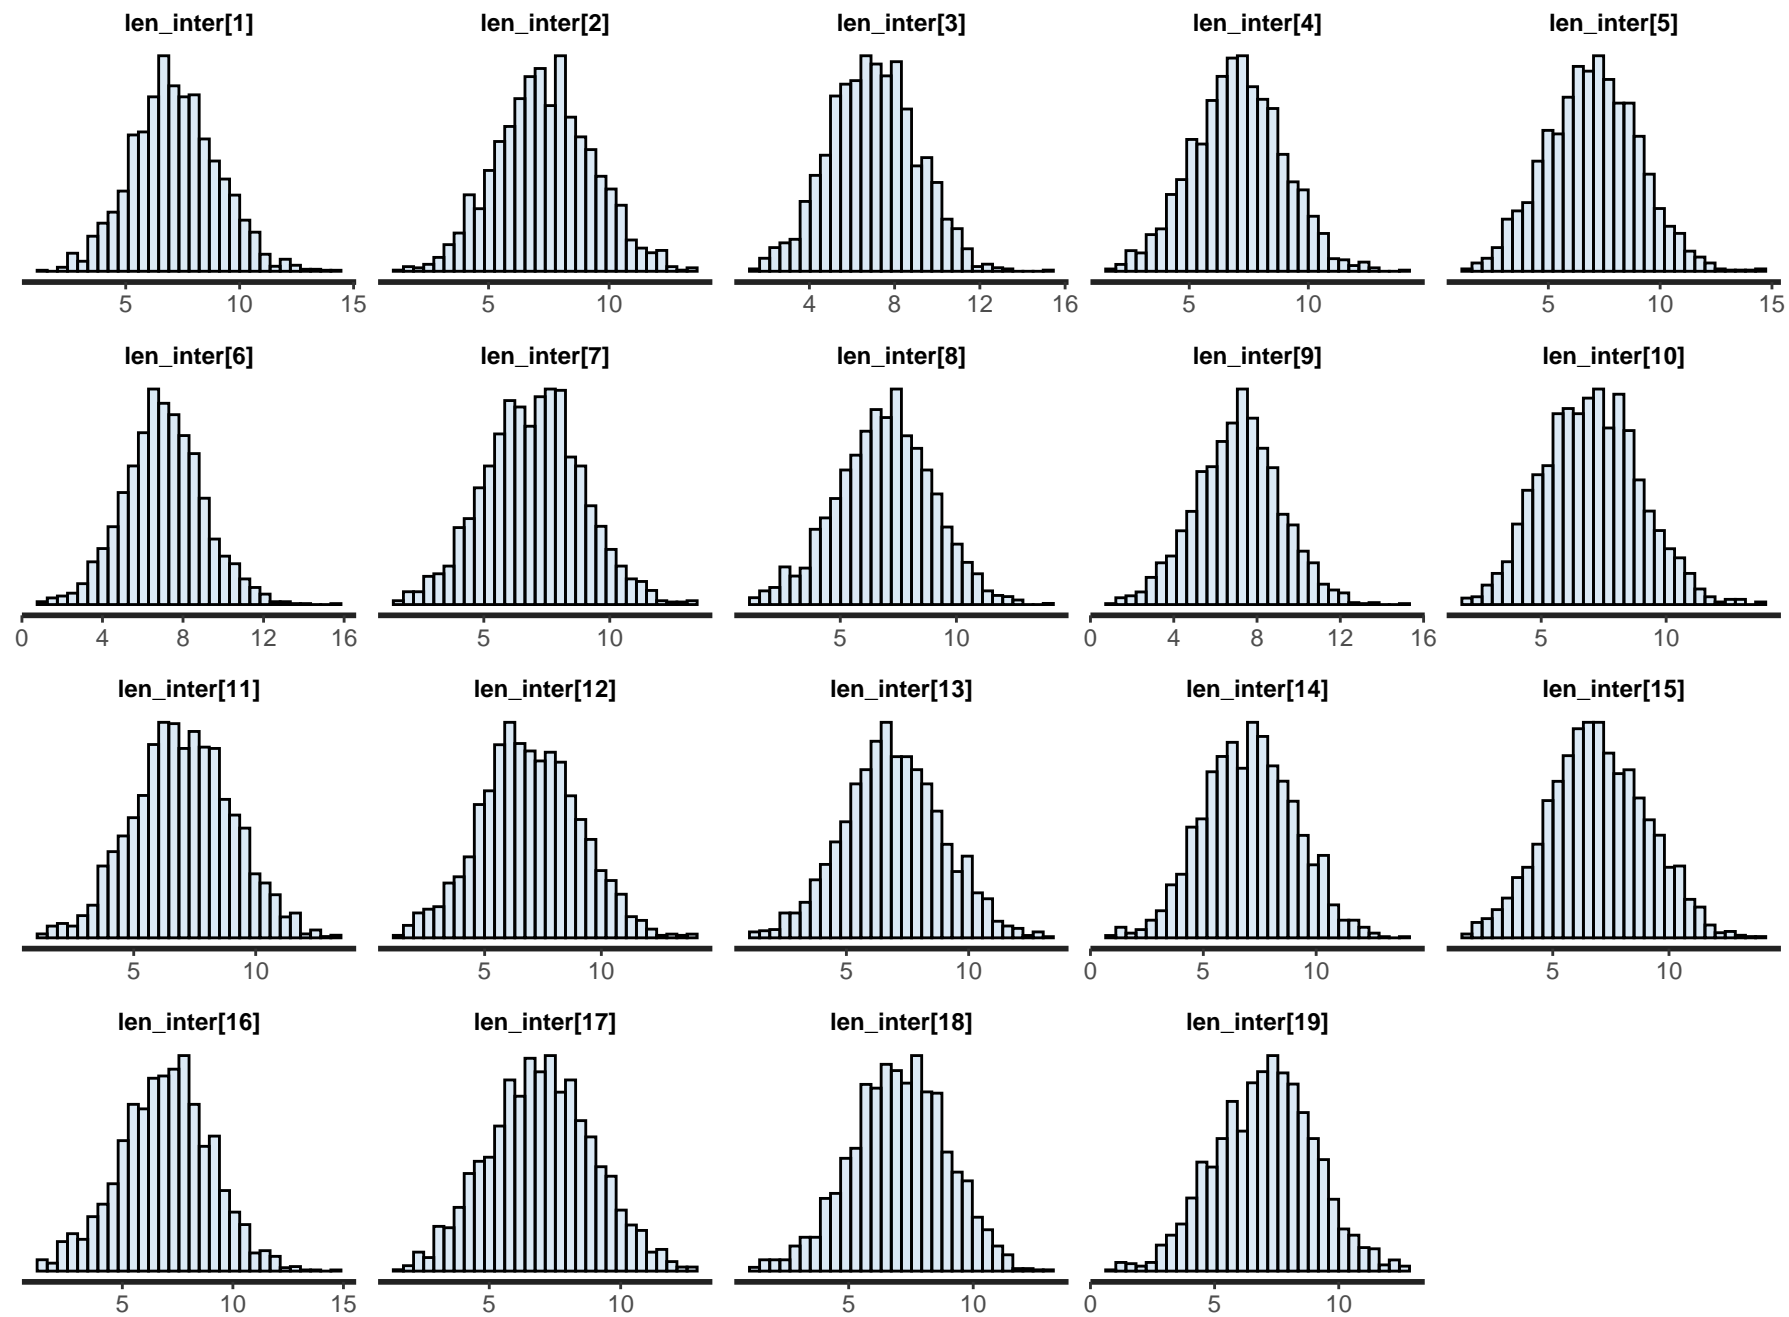 len_inter[1] len_inter[2] len_inter[3] len_inter[4] len_inter[5]
5 10 15 5 10 4 8 12 16 5 10 5 10 15
len_inter[6] len_inter[7] len_inter[8] len_inter[9] len_inter[10]
0 4 8 12 16 5 10 5 10 0 4 8 12 16 5 10
len_inter[11] len_inter[12] len_inter[13] len_inter[14] len_inter[15]
5 10 5 10 5 10 0 5 10 5 10
len_inter[16] len_inter[17] len_inter[18] len_inter[19]
5 10 15 5 10 5 10 0 5 10